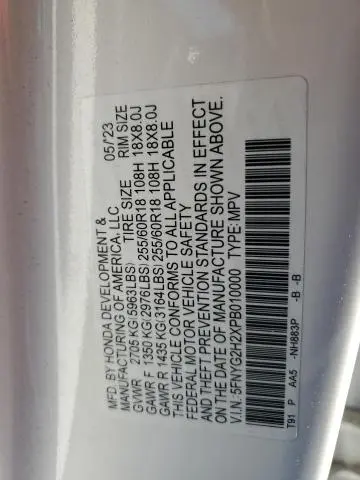 MFD. BY HONDA DEVELOPMENT &
MANUFACTURING OF AMERICA, LLC 05/'23
GVWR 2705 KG(5963LBS) TIRE SIZE RIM SIZE
GAWR F 1350 KG(2976LBS)255/60R18 108H 18X8.0J
GAWR R 1435 KG(3164LBS)255/60R18 108H 18X8.0J
THIS VEHICLE CONFORMS TO ALL APPLICABLE
FEDERAL MOTOR VEHICLE SAFETY
AND THEFT PREVENTION STANDARDS IN EFFECT
ON THE DATE OF MANUFACTURE SHOWN ABOVE.
V.I.N:5FNYG2H2XPB010000 TYPE:MPV
T91 P AA5 -NH883P -B -B